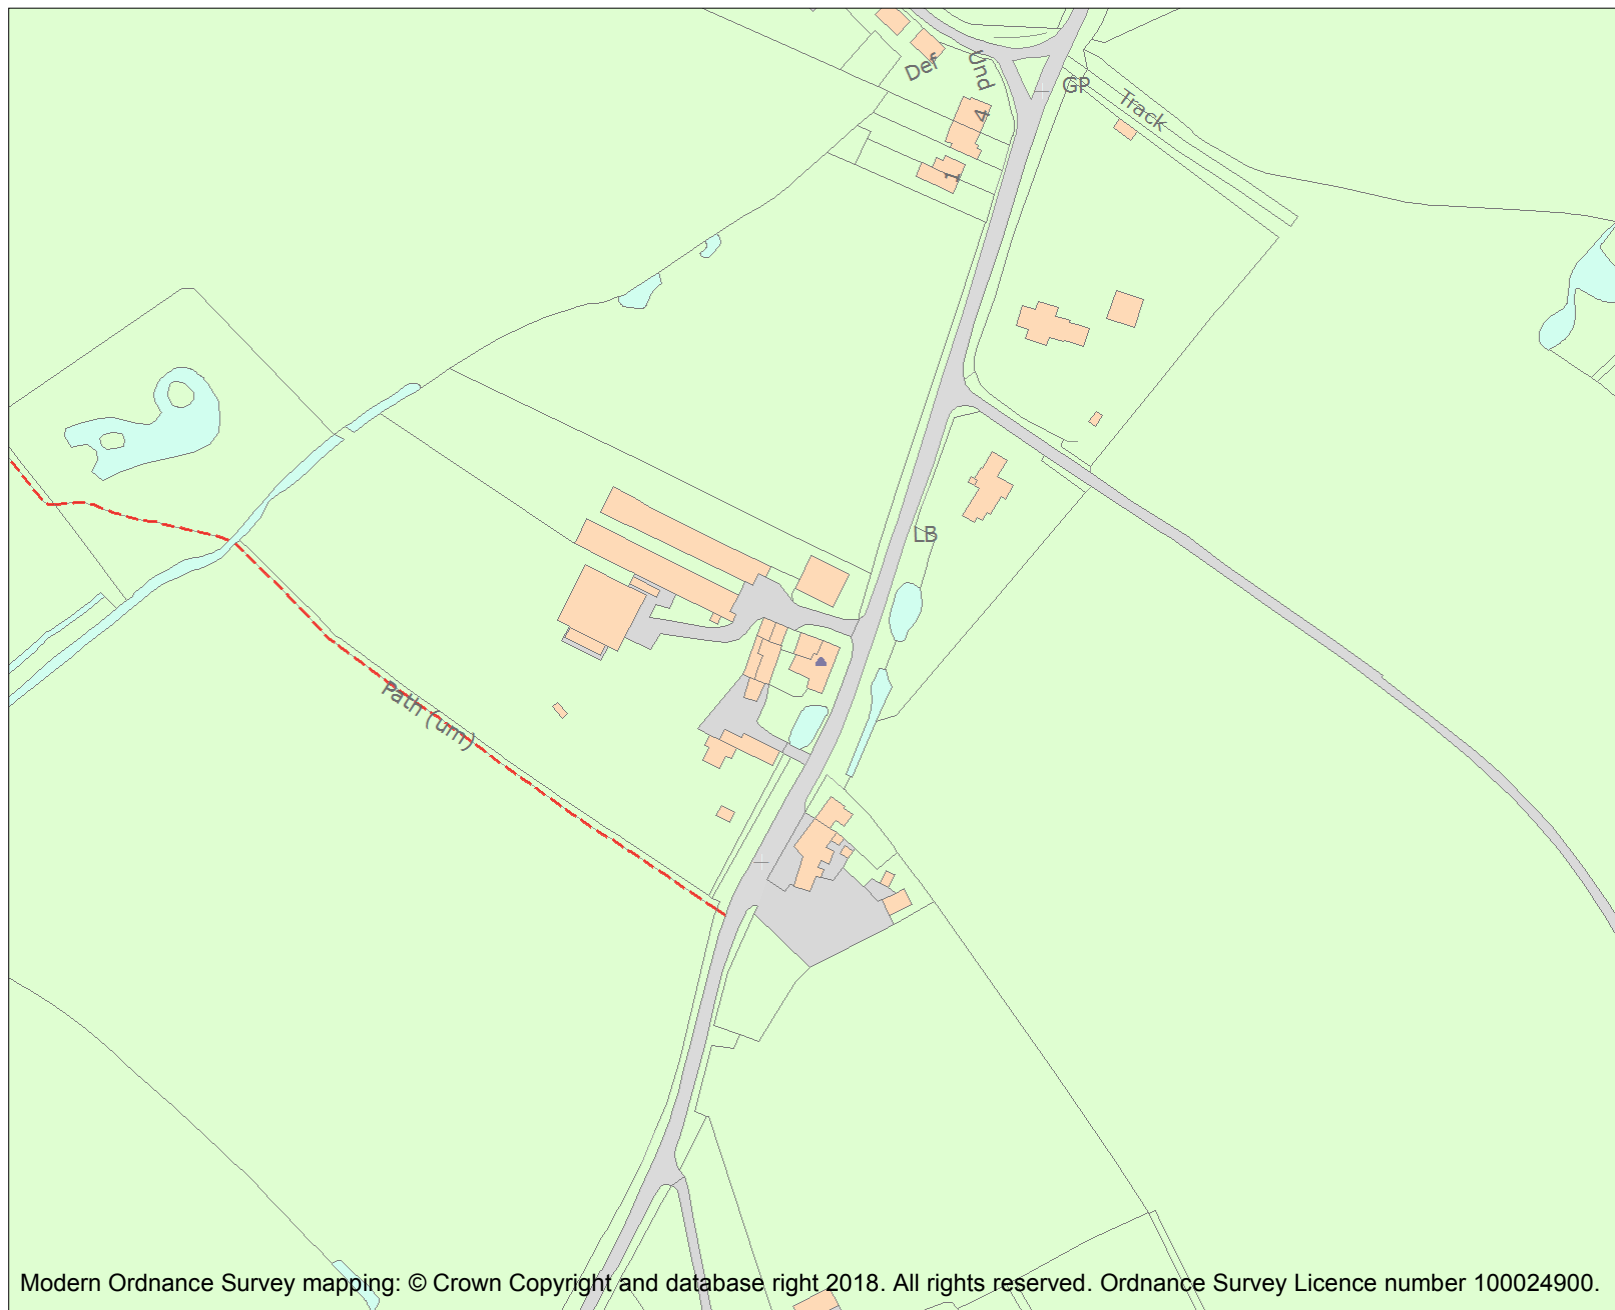 Def
Und
GP
Track
4
1
LB
Path (um)
Modern Ordnance Survey mapping: © Crown Copyright and database right 2018. All rights reserved. Ordnance Survey Licence number 100024900.